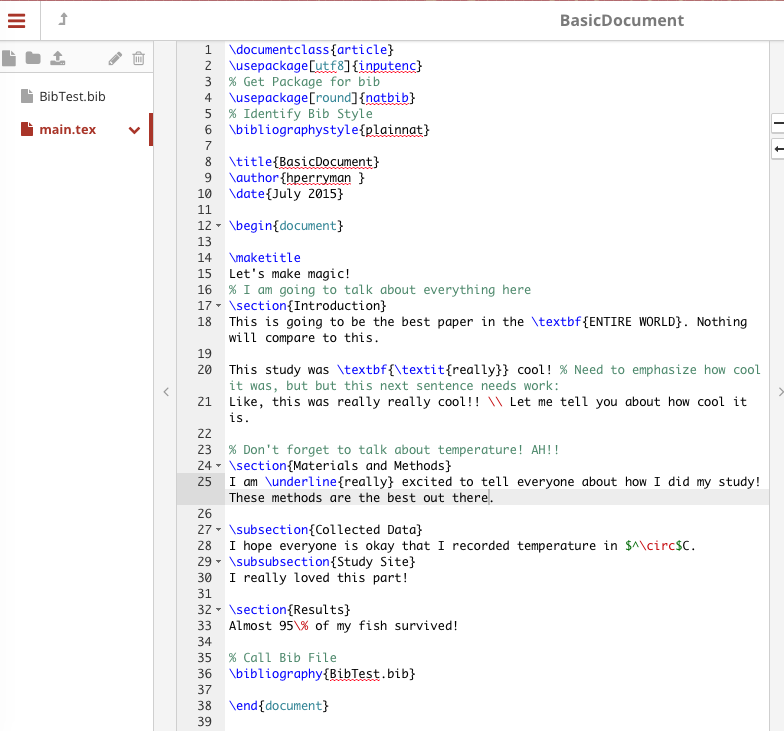 BasicDocument
BibTest.bib
main.tex
1 \documentclass{article}
2 \usepackage[utf8]{inputenc}
3 % Get Package for bib
4 \usepackage[round]{natbib}
5 % Identify Bib Style
6 \bibliographystyle{plainnat}
7
8 \title{BasicDocument}
9 \author{hperryman }
10 \date{July 2015}
11
12 \begin{document}
13
14 \maketitle
15 Let's make magic!
16 % I am going to talk about everything here
17 \section{Introduction}
18 This is going to be the best paper in the \textbf{ENTIRE WORLD}. Nothing
will compare to this.
19
20 This study was \textbf{\textit{really}} cool! % Need to emphasize how cool
it was, but but this next sentence needs work:
21 Like, this was really really cool!! \\ Let me tell you about how cool it
is.
22
23 % Don't forget to talk about temperature! AH!!
24 \section{Materials and Methods}
25 I am \underline{really} excited to tell everyone about how I did my study!
These methods are the best out there.
26
27 \subsection{Collected Data}
28 I hope everyone is okay that I recorded temperature in $^\circ$C.
29 \subsubsection{Study Site}
30 I really loved this part!
31
32 \section{Results}
33 Almost 95\% of my fish survived!
34
35 % Call Bib File
36 \bibliography{BibTest.bib}
37
38 \end{document}
39